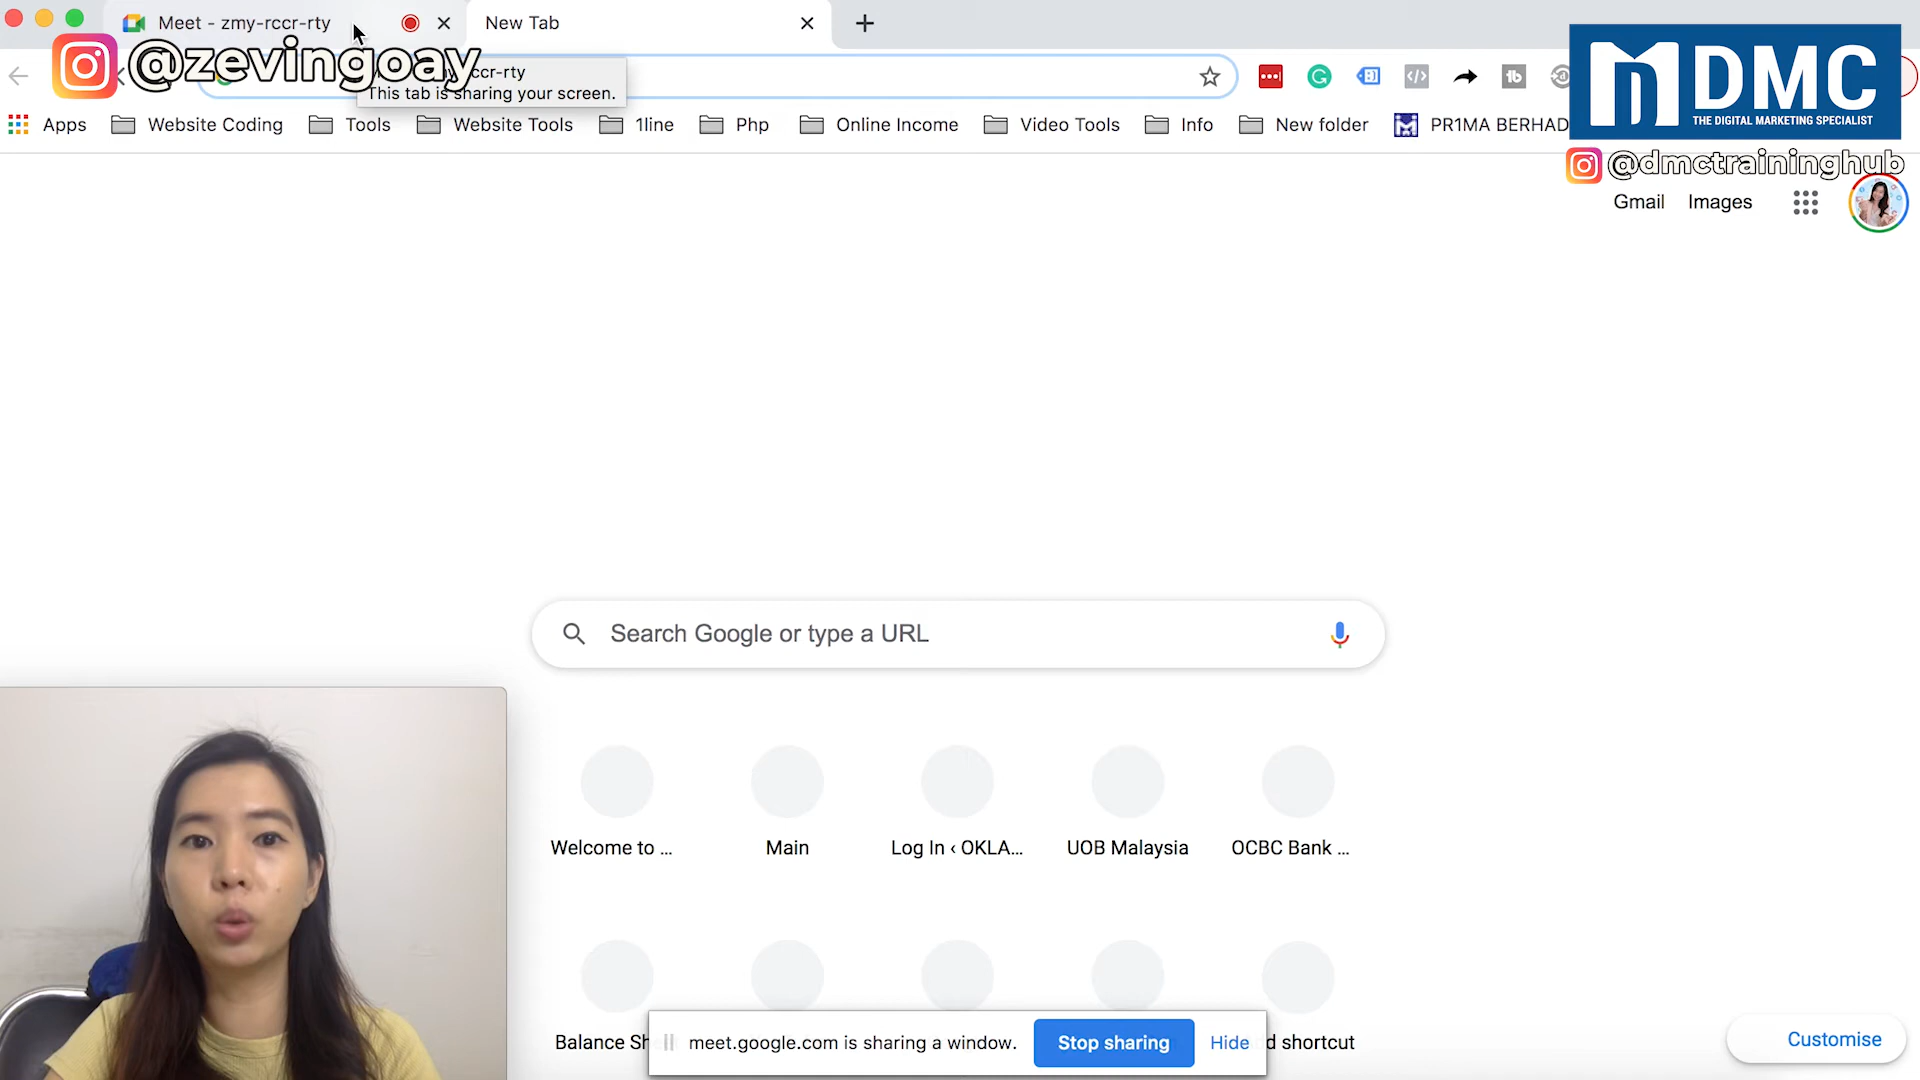 Meet - zmy-rccr-rty
New Tab
@zevingoay
ccr-rty
This tab is sharing your screen.
DMC
THE DIGITAL MARKETING SPECIALIST
Apps
Website Coding
Tools
Website Tools
1line
Php
Online Income
Video Tools
Info
New folder
PR1MA BERHAD
@dmctraininghub
Gmail
Images
Search Google or type a URL
Welcome to ...
Main
Log In ‹ OKLA...
UOB Malaysia
OCBC Bank ...
Balance Sh
d shortcut
meet.google.com is sharing a window.
Stop sharing
Hide
Customise